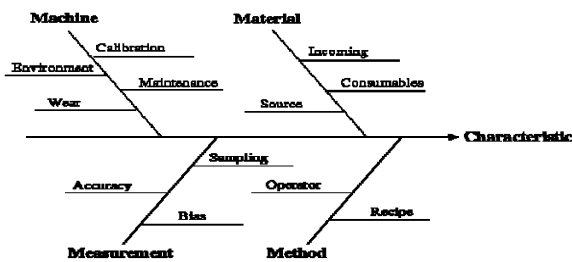 Machine
Material
Calibration
Incoming
Environment
Maintenance
Consumables
Wear
Source
Characteristic
Sampling
Accuracy
Operator
Bias
Recipe
Measurement
Method